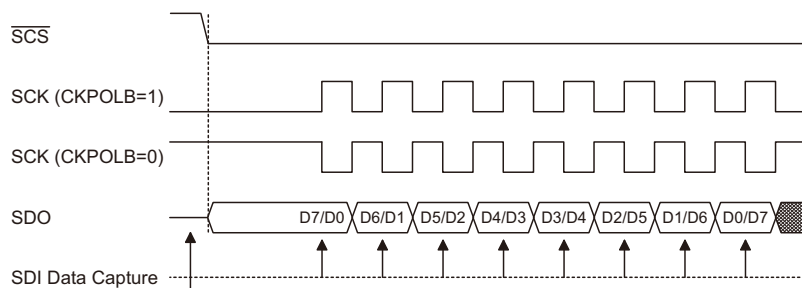 SCS
SCK (CKPOLB=1)
SCK (CKPOLB=0)
SDO
D7/D0 D6/D1 D5/D2 D4/D3 D3/D4 D2/D5 D1/D6 D0/D7
SDI Data Capture